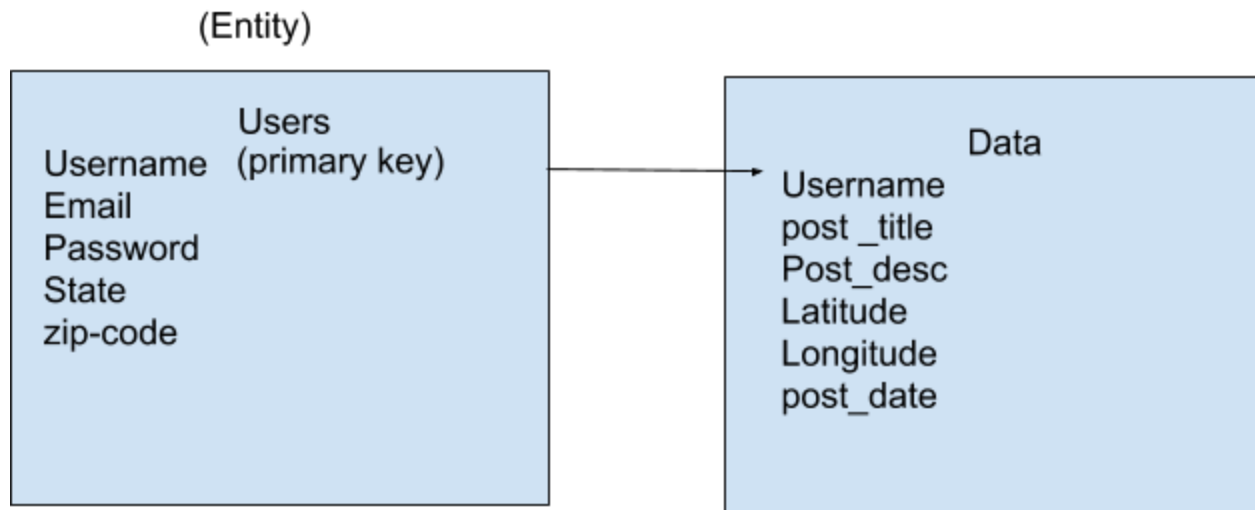 (Entity)
Users
Username (primary key)
Email
Password
State
zip-code
Data
Username
post _title
Post_desc
Latitude
Longitude
post_date